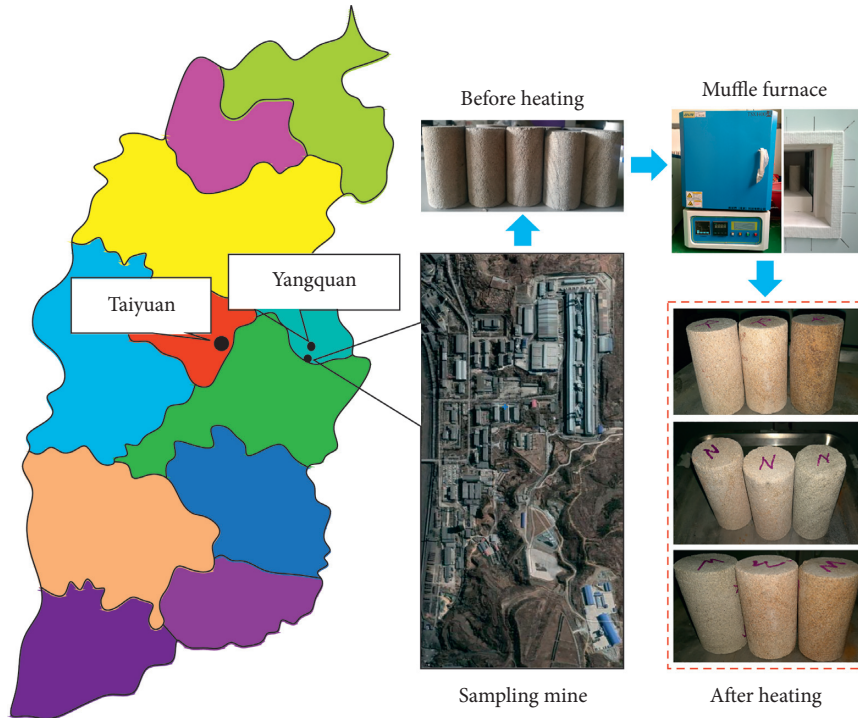 Before heating
Muffle furnace
Yangquan
Taiyuan
N
N
N
Sampling mine
After heating